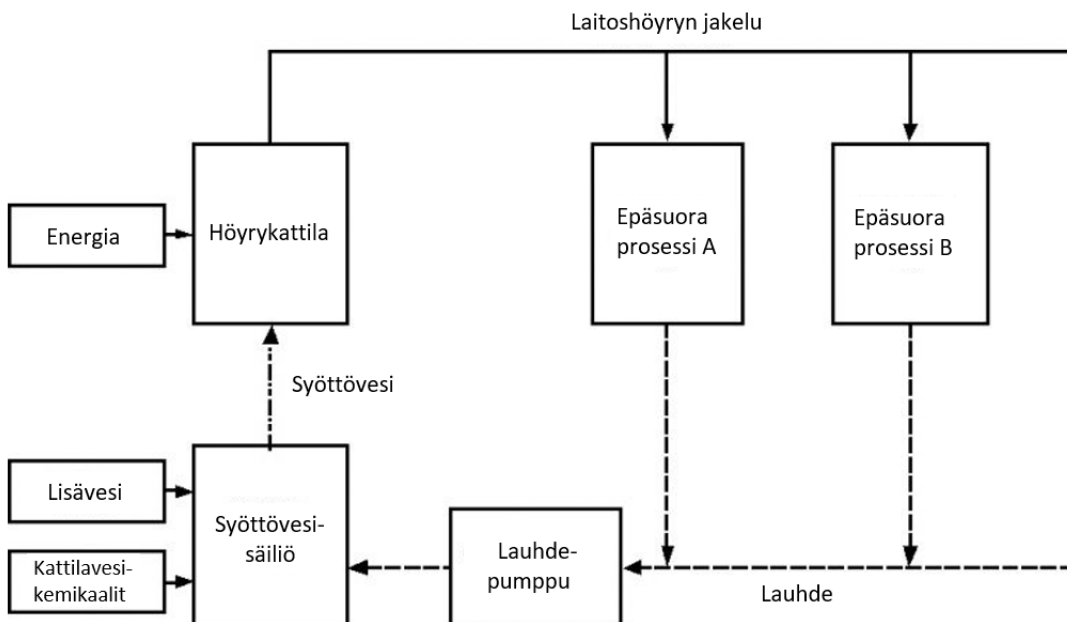 Laitoshöyryn jakelu
Energia
Höyrykattila
Epäsuora
prosessi A
Epäsuora
prosessi B
Syöttövesi
Lisävesi
Syöttövesi-
säiliö
Kattilavesi-
kemikaalit
Lauhde-
pumppu
Lauhde